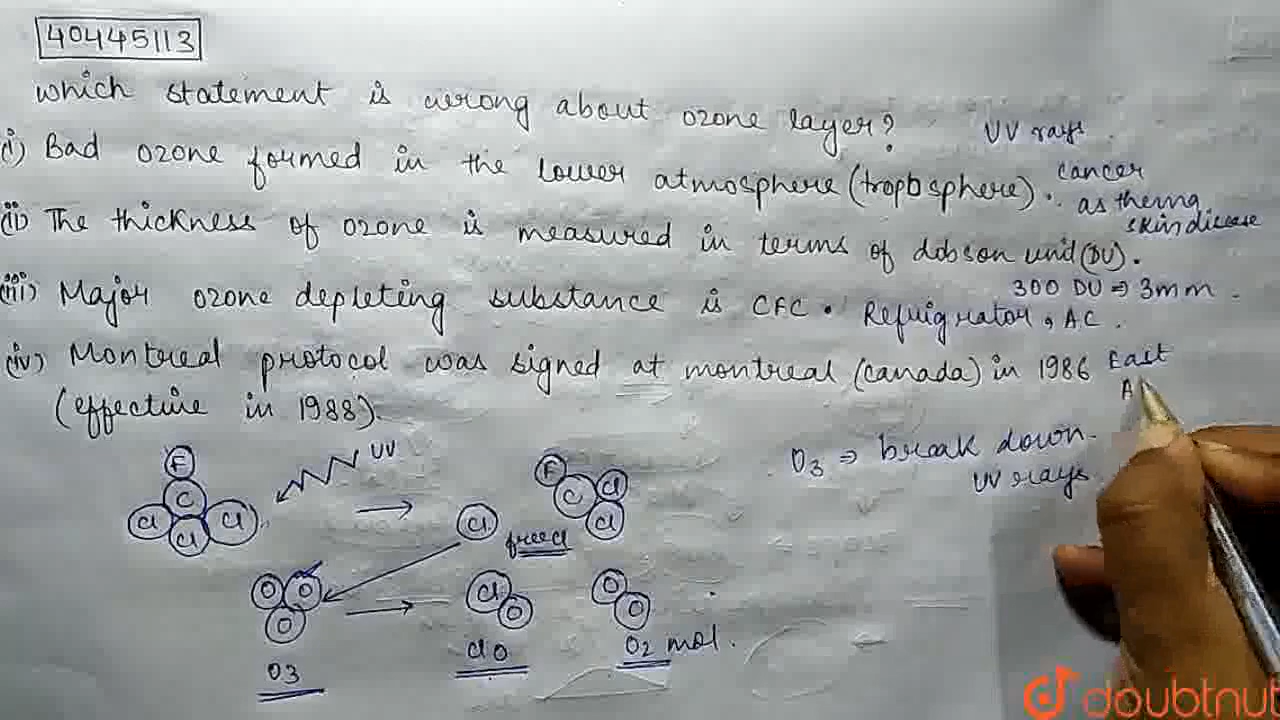 40445113
which statement is wrong about ozone layer?
UV rays
(i) Bad ozone formed in the lower atmosphere (troposphere).
cancer
asthema
skin disease
(ii) The thickness of ozone is measured in terms of dobson unit (DU).
300 DU ⇒ 3mm
(iii) Major ozone depleting substance is CFC.
Refrigrator, AC.
(iv) Montreal protocol was signed at montreal (canada) in 1986
East
A
(effective in 1988).
O3 ⇒ break down
UV rays
F
C
Cl
Cl
Cl
UV
→
Cl
free cl
F
C
Cl
Cl
O
O
O
→
Cl
O
O
O
O3
clO
O2 mol.
doubtnut